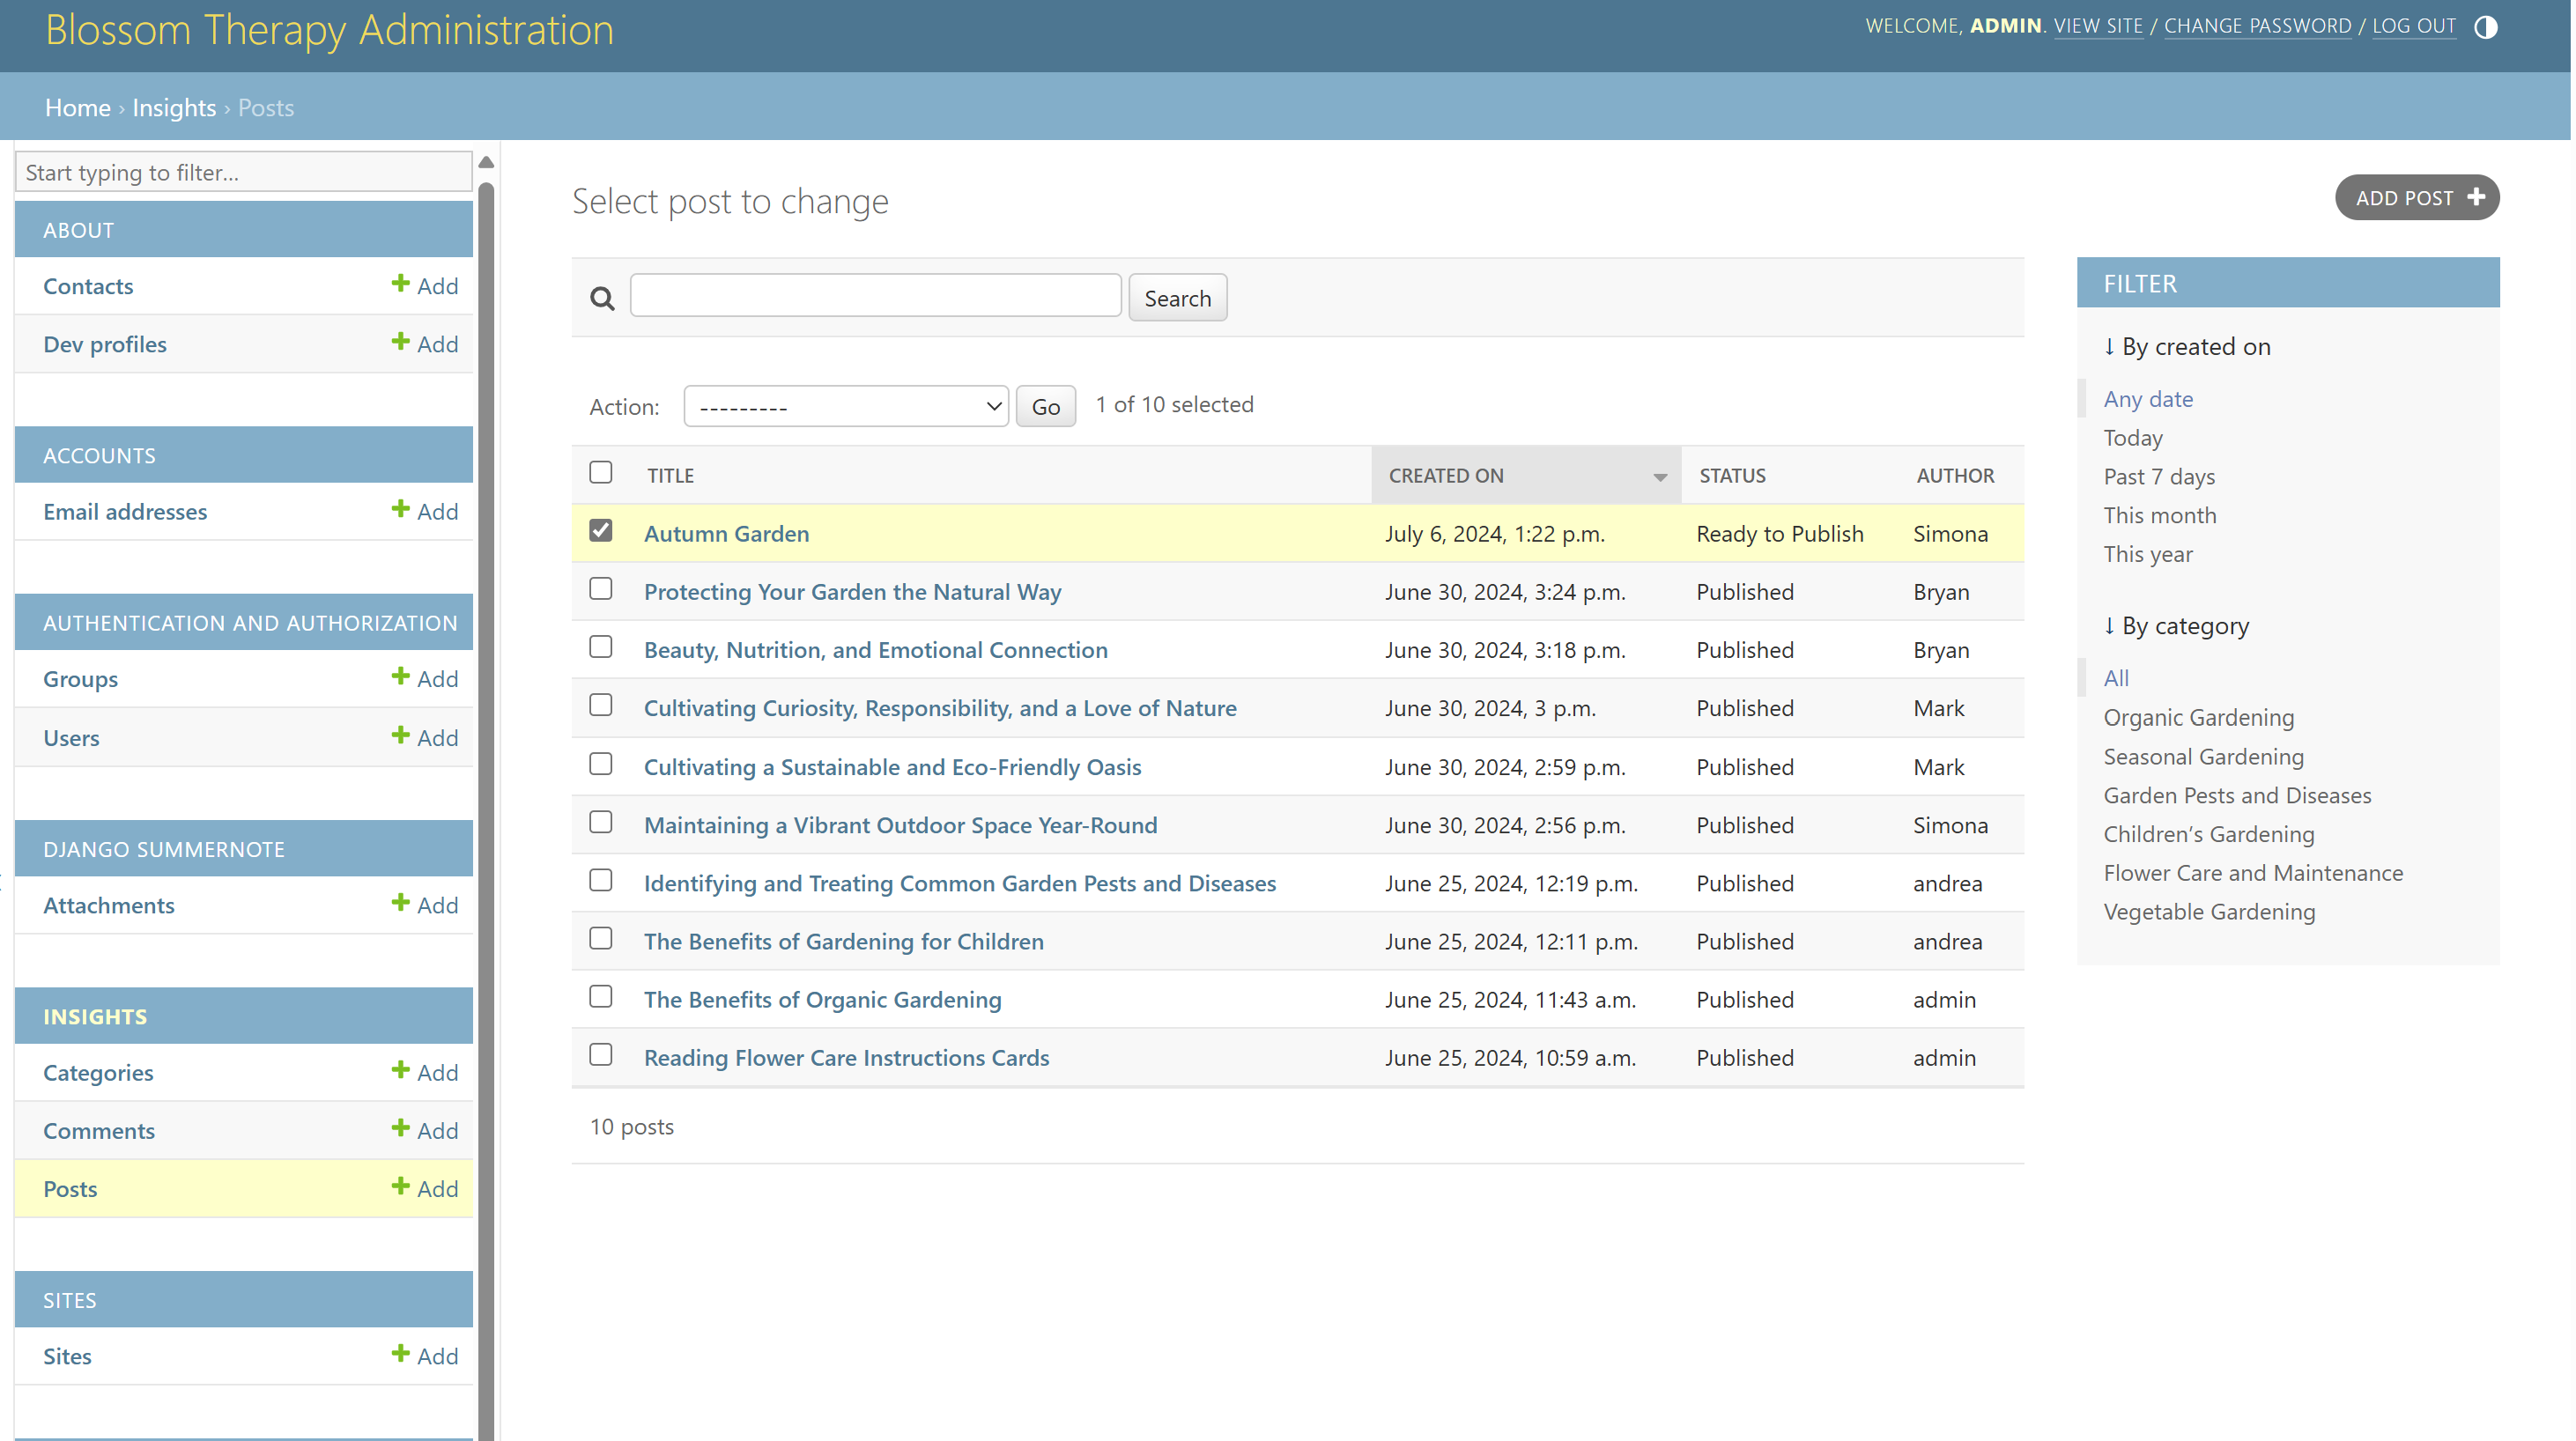 Blossom Therapy Administration
WELCOME, ADMIN. VIEW SITE / CHANGE PASSWORD / LOG OUT
Home › Insights › Posts
Start typing to filter...
ABOUT
Contacts Add
Dev profiles Add
ACCOUNTS
Email addresses Add
AUTHENTICATION AND AUTHORIZATION
Groups Add
Users Add
DJANGO SUMMERNOTE
Attachments Add
INSIGHTS
Categories Add
Comments Add
Posts Add
SITES
Sites Add
Select post to change
ADD POST
Search
Action: --------- Go 1 of 10 selected
TITLE CREATED ON STATUS AUTHOR
Autumn Garden July 6, 2024, 1:22 p.m. Ready to Publish Simona
Protecting Your Garden the Natural Way June 30, 2024, 3:24 p.m. Published Bryan
Beauty, Nutrition, and Emotional Connection June 30, 2024, 3:18 p.m. Published Bryan
Cultivating Curiosity, Responsibility, and a Love of Nature June 30, 2024, 3 p.m. Published Mark
Cultivating a Sustainable and Eco-Friendly Oasis June 30, 2024, 2:59 p.m. Published Mark
Maintaining a Vibrant Outdoor Space Year-Round June 30, 2024, 2:56 p.m. Published Simona
Identifying and Treating Common Garden Pests and Diseases June 25, 2024, 12:19 p.m. Published andrea
The Benefits of Gardening for Children June 25, 2024, 12:11 p.m. Published andrea
The Benefits of Organic Gardening June 25, 2024, 11:43 a.m. Published admin
Reading Flower Care Instructions Cards June 25, 2024, 10:59 a.m. Published admin
10 posts
FILTER
↓ By created on
Any date
Today
Past 7 days
This month
This year
↓ By category
All
Organic Gardening
Seasonal Gardening
Garden Pests and Diseases
Children’s Gardening
Flower Care and Maintenance
Vegetable Gardening